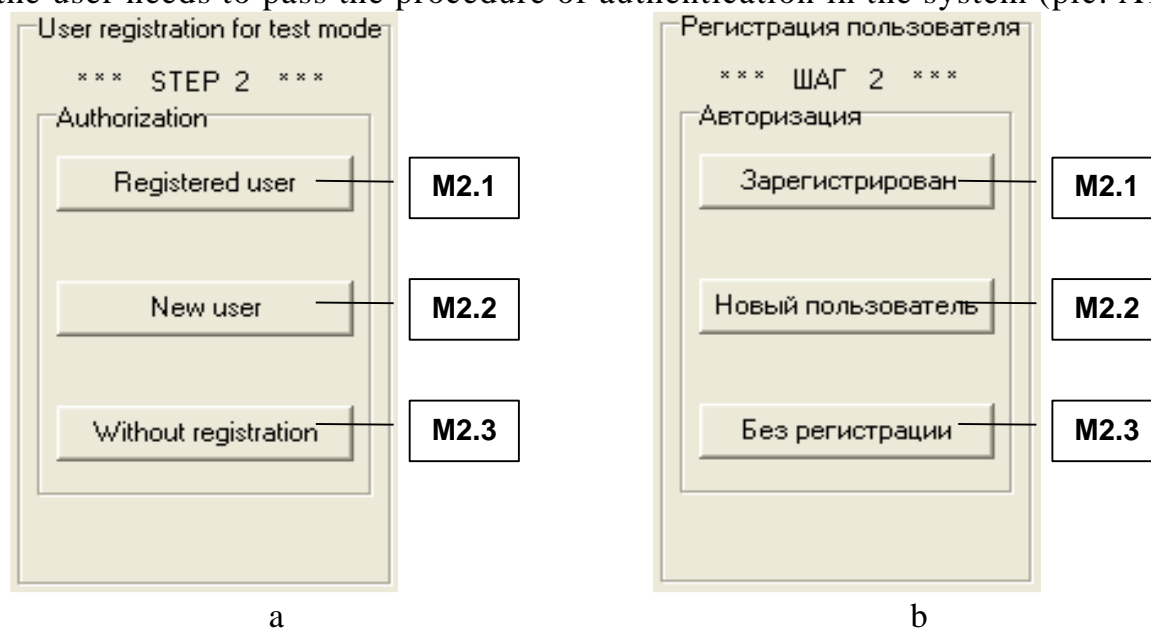 the user needs to pass the procedure of authentication in the system (pic.
User registration for test mode
*** STEP 2 ***
Authorization
Registered user
M2.1
New user
M2.2
Without registration
M2.3
a
Регистрация пользователя
*** ШАГ 2 ***
Авторизация
Зарегистрирован
M2.1
Новый пользователь
M2.2
Без регистрации
M2.3
b